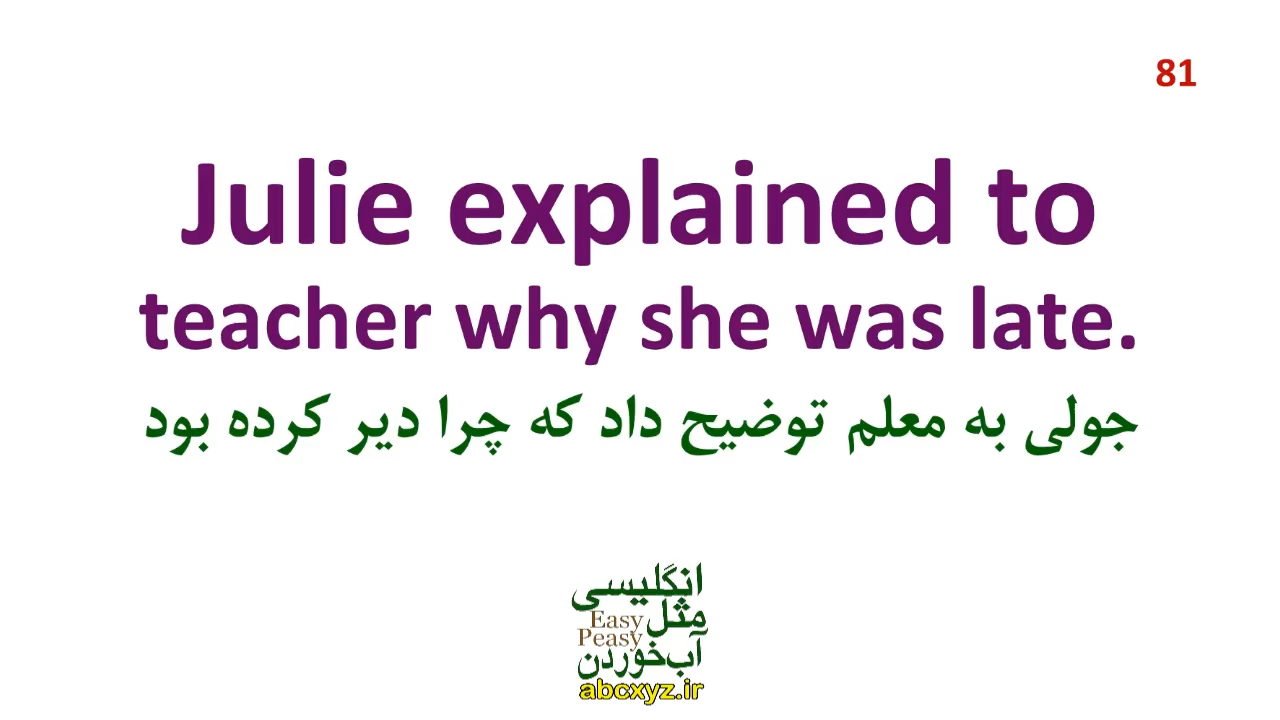 81
Julie explained to
teacher why she was late.
جولی به معلم توضیح داد که چرا دیر کرده بود
انگلیسی
مثل
Easy
Peasy
آب‌خوردن
abcxyz.ir